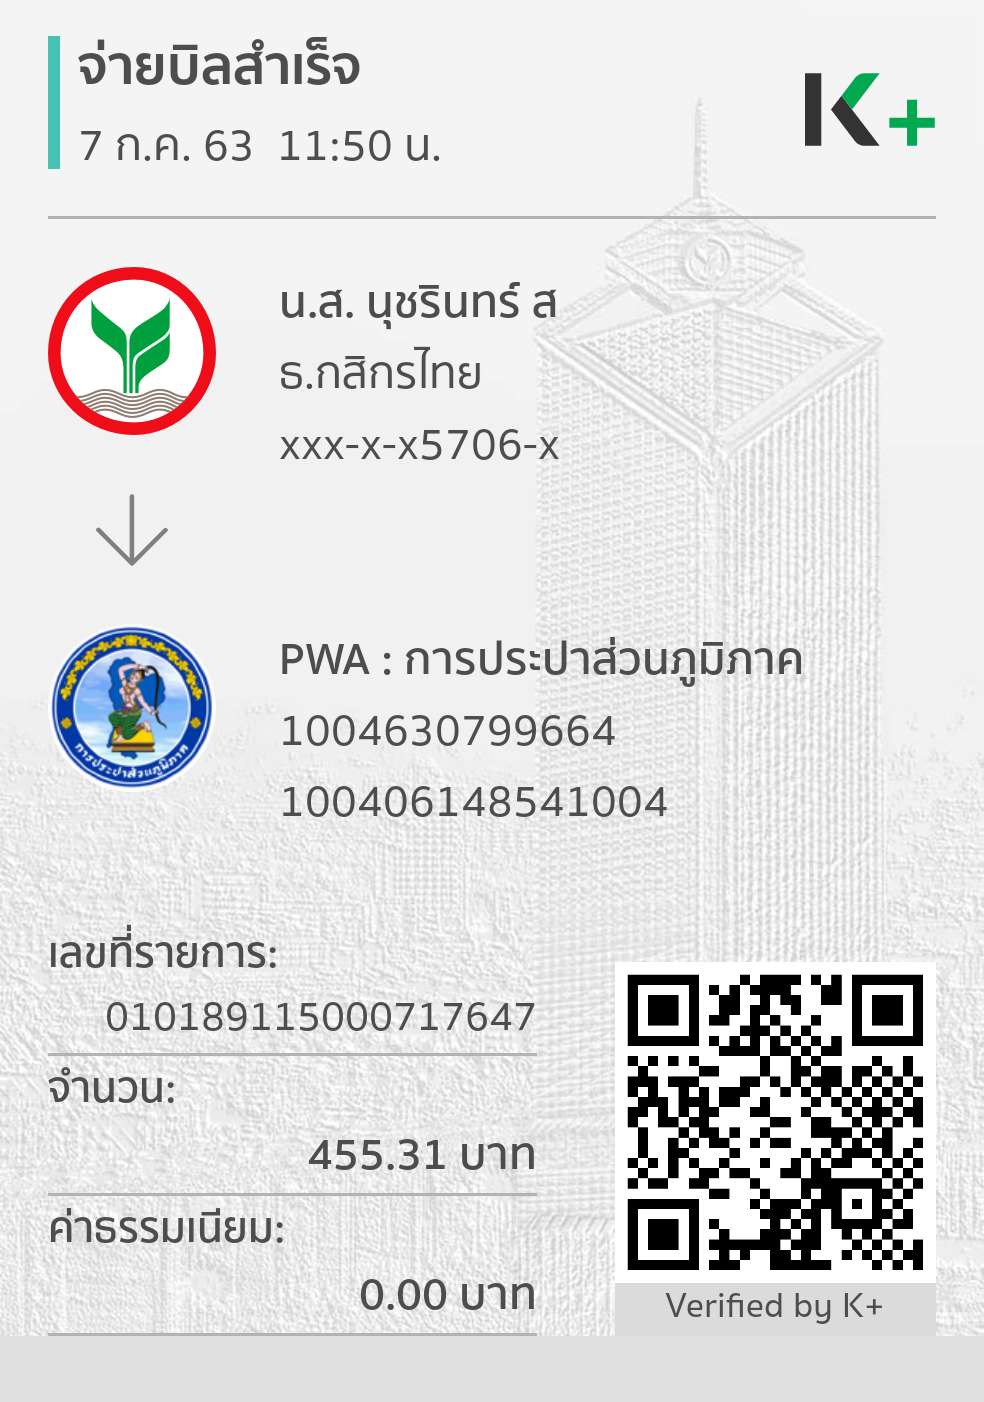 จ่ายบิลสำเร็จ
7 ก.ค. 63 11:50 น.
K+
น.ส. นุชรินทร์ ส
ธ.กสิกรไทย
xxx-x-x5706-x
PWA : การประปาส่วนภูมิภาค
1004630799664
100406148541004
การประปาส่วนภูมิภาค
เลขที่รายการ:
010189115000717647
จำนวน:
455.31 บาท
ค่าธรรมเนียม:
0.00 บาท
Verified by K+